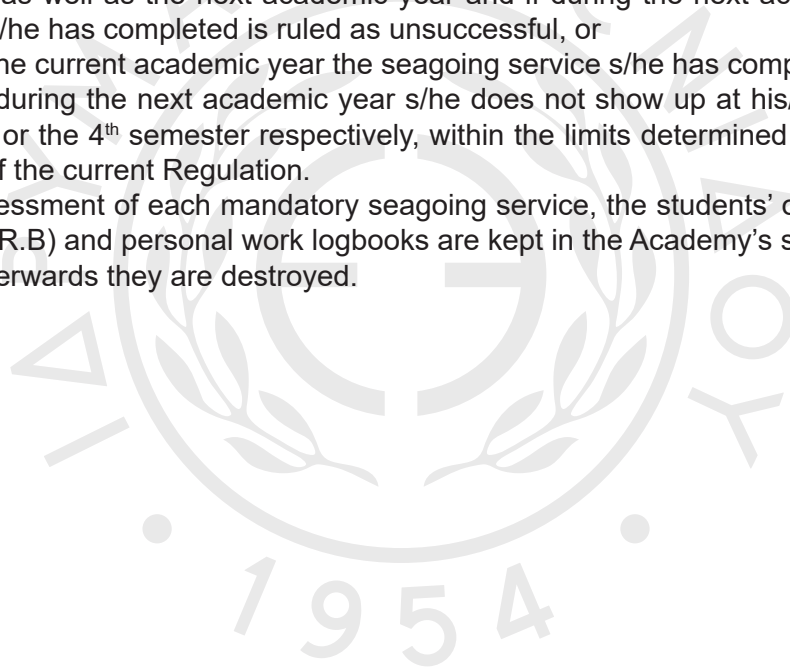 as well as the next academic year and if during the next ac
/he has completed is ruled as unsuccessful, or
he current academic year the seagoing service s/he has comp
during the next academic year s/he does not show up at his/
or the 4th semester respectively, within the limits determined
f the current Regulation.
essment of each mandatory seagoing service, the students’
R.B) and personal work logbooks are kept in the Academy’s s
erwards they are destroyed.
1954